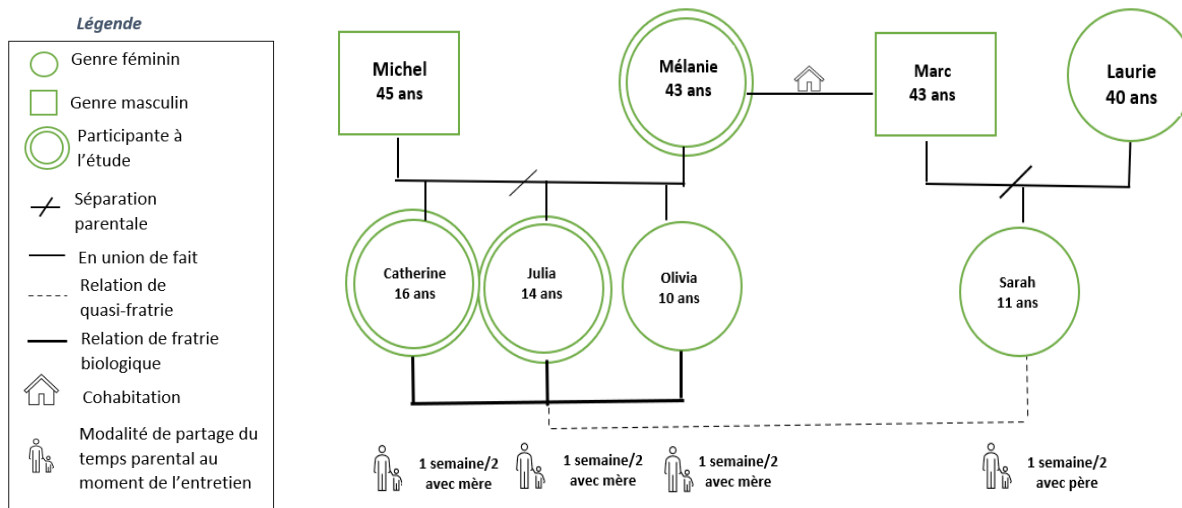 Légende
Genre féminin
Genre masculin
Participante à
l’étude
Séparation
parentale
En union de fait
Relation de
quasi-fratrie
Relation de fratrie
biologique
Cohabitation
Modalité de partage du
temps parental au
moment de l’entretien
Michel
45 ans
Mélanie
43 ans
Marc
43 ans
Laurie
40 ans
Catherine
16 ans
Julia
14 ans
Olivia
10 ans
Sarah
11 ans
1 semaine/2
avec mère
1 semaine/2
avec mère
1 semaine/2
avec mère
1 semaine/2
avec père